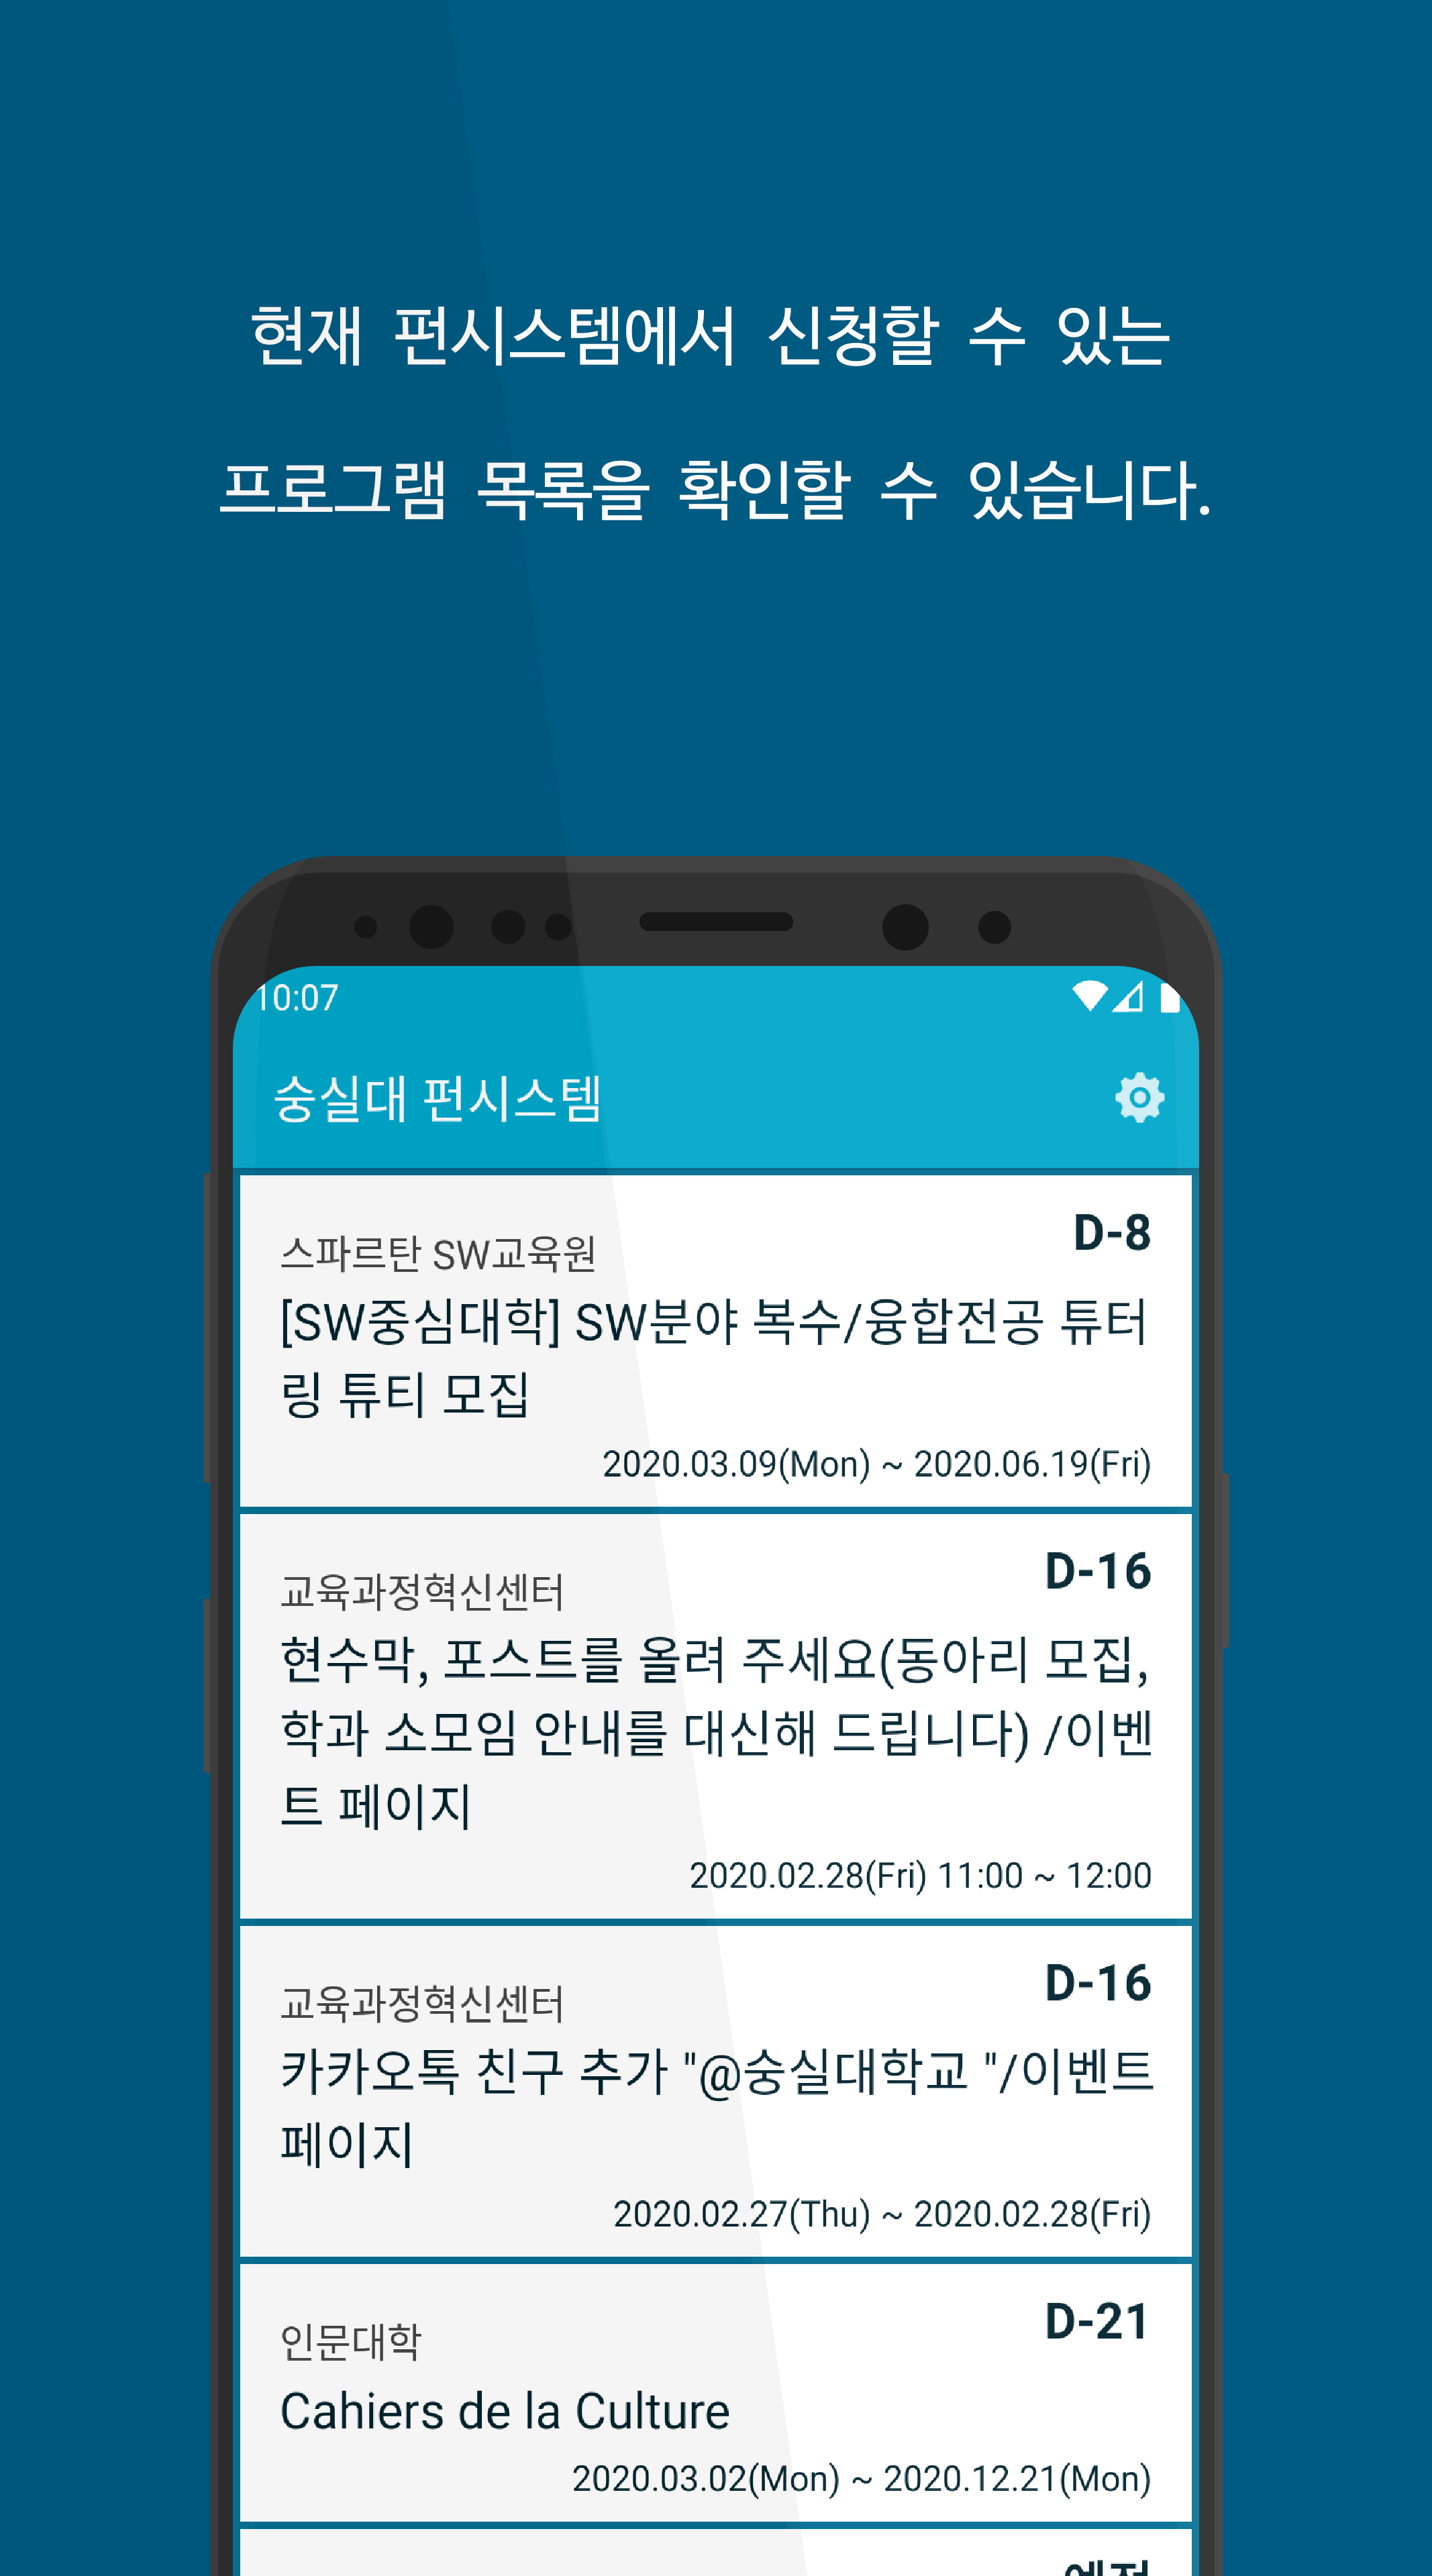 현재 펀시스템에서 신청할 수 있는
프로그램 목록을 확인할 수 있습니다.
10:07
숭실대 펀시스템
D-8
스파르탄 SW교육원
[SW중심대학] SW분야 복수/융합전공 튜터
링 튜티 모집
2020.03.09(Mon) ~ 2020.06.19(Fri)
D-16
교육과정혁신센터
현수막, 포스트를 올려 주세요(동아리 모집,
학과 소모임 안내를 대신해 드립니다) /이벤
트 페이지
2020.02.28(Fri) 11:00 ~ 12:00
D-16
교육과정혁신센터
카카오톡 친구 추가 "@숭실대학교 "/이벤트
페이지
2020.02.27(Thu) ~ 2020.02.28(Fri)
D-21
인문대학
Cahiers de la Culture
2020.03.02(Mon) ~ 2020.12.21(Mon)